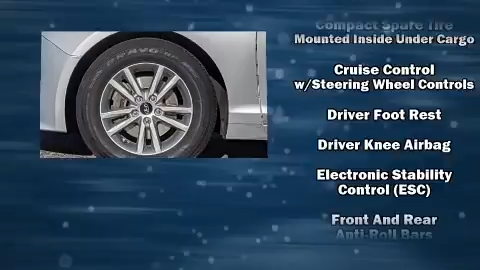 Compact Spare Tire
Mounted Inside Under Cargo
Cruise Control
w/Steering Wheel Controls
Driver Foot Rest
Driver Knee Airbag
Electronic Stability
Control (ESC)
Front And Rear
Anti-Roll Bars